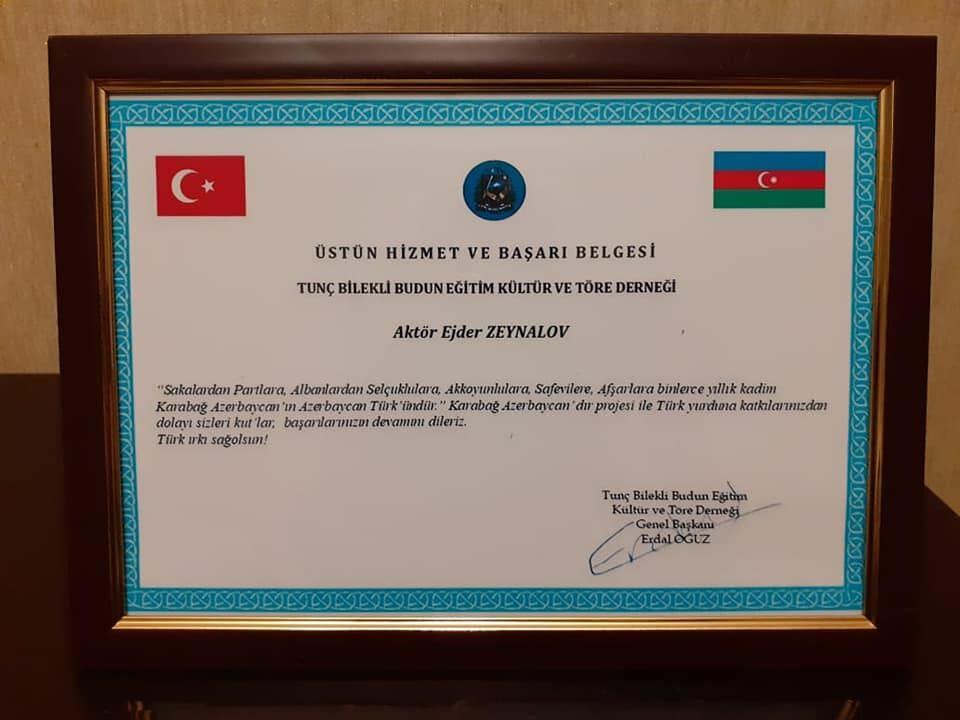 ÜSTÜN HİZMET VE BAŞARI BELGESİ
TUNÇ BİLEKLİ BUDUN EĞİTİM KÜLTÜR VE TÖRE DERNEĞİ
Aktör Ejder ZEYNALOV
“Sakalardan Partlara, Albanlardan Selçuklulara, Akkoyunlulara, Safevilere, Afşarlara binlerce yıllık kadim
Karabağ Azerbaycan’ın Azerbaycan Türk’ündür.” Karabağ Azerbaycan’dır projesi ile Türk yurduna katkılarınızdan
dolayı sizleri kut’lar, başarılarınızın devamını dileriz.
Türk ırkı sağolsun!
Tunç Bilekli Budun Eğitim
Kültür ve Töre Derneği
Genel Başkanı
Erdal OĞUZ